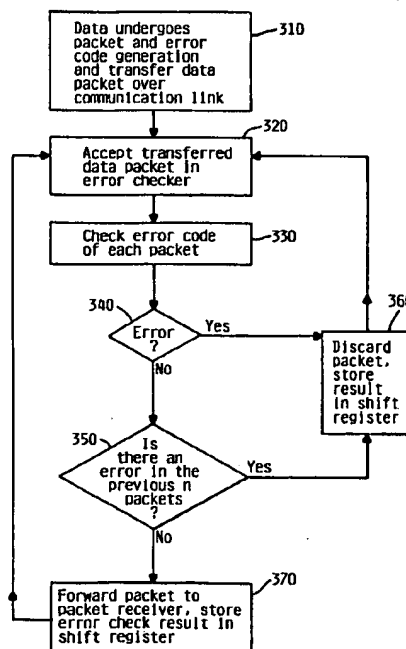 Data undergoes
packet and error
code generation
and transfer data
packet over
communication link
310
320
Accept transferred
data packet in
error checker
Check error code
of each packet
330
340
Error
?
Yes
No
360
Discard
packet,
store
result
in shift
register
350
Is
there an
error in the
previous n
packets
?
Yes
No
370
Forward packet to
packet receiver, store
error check result in
shift register